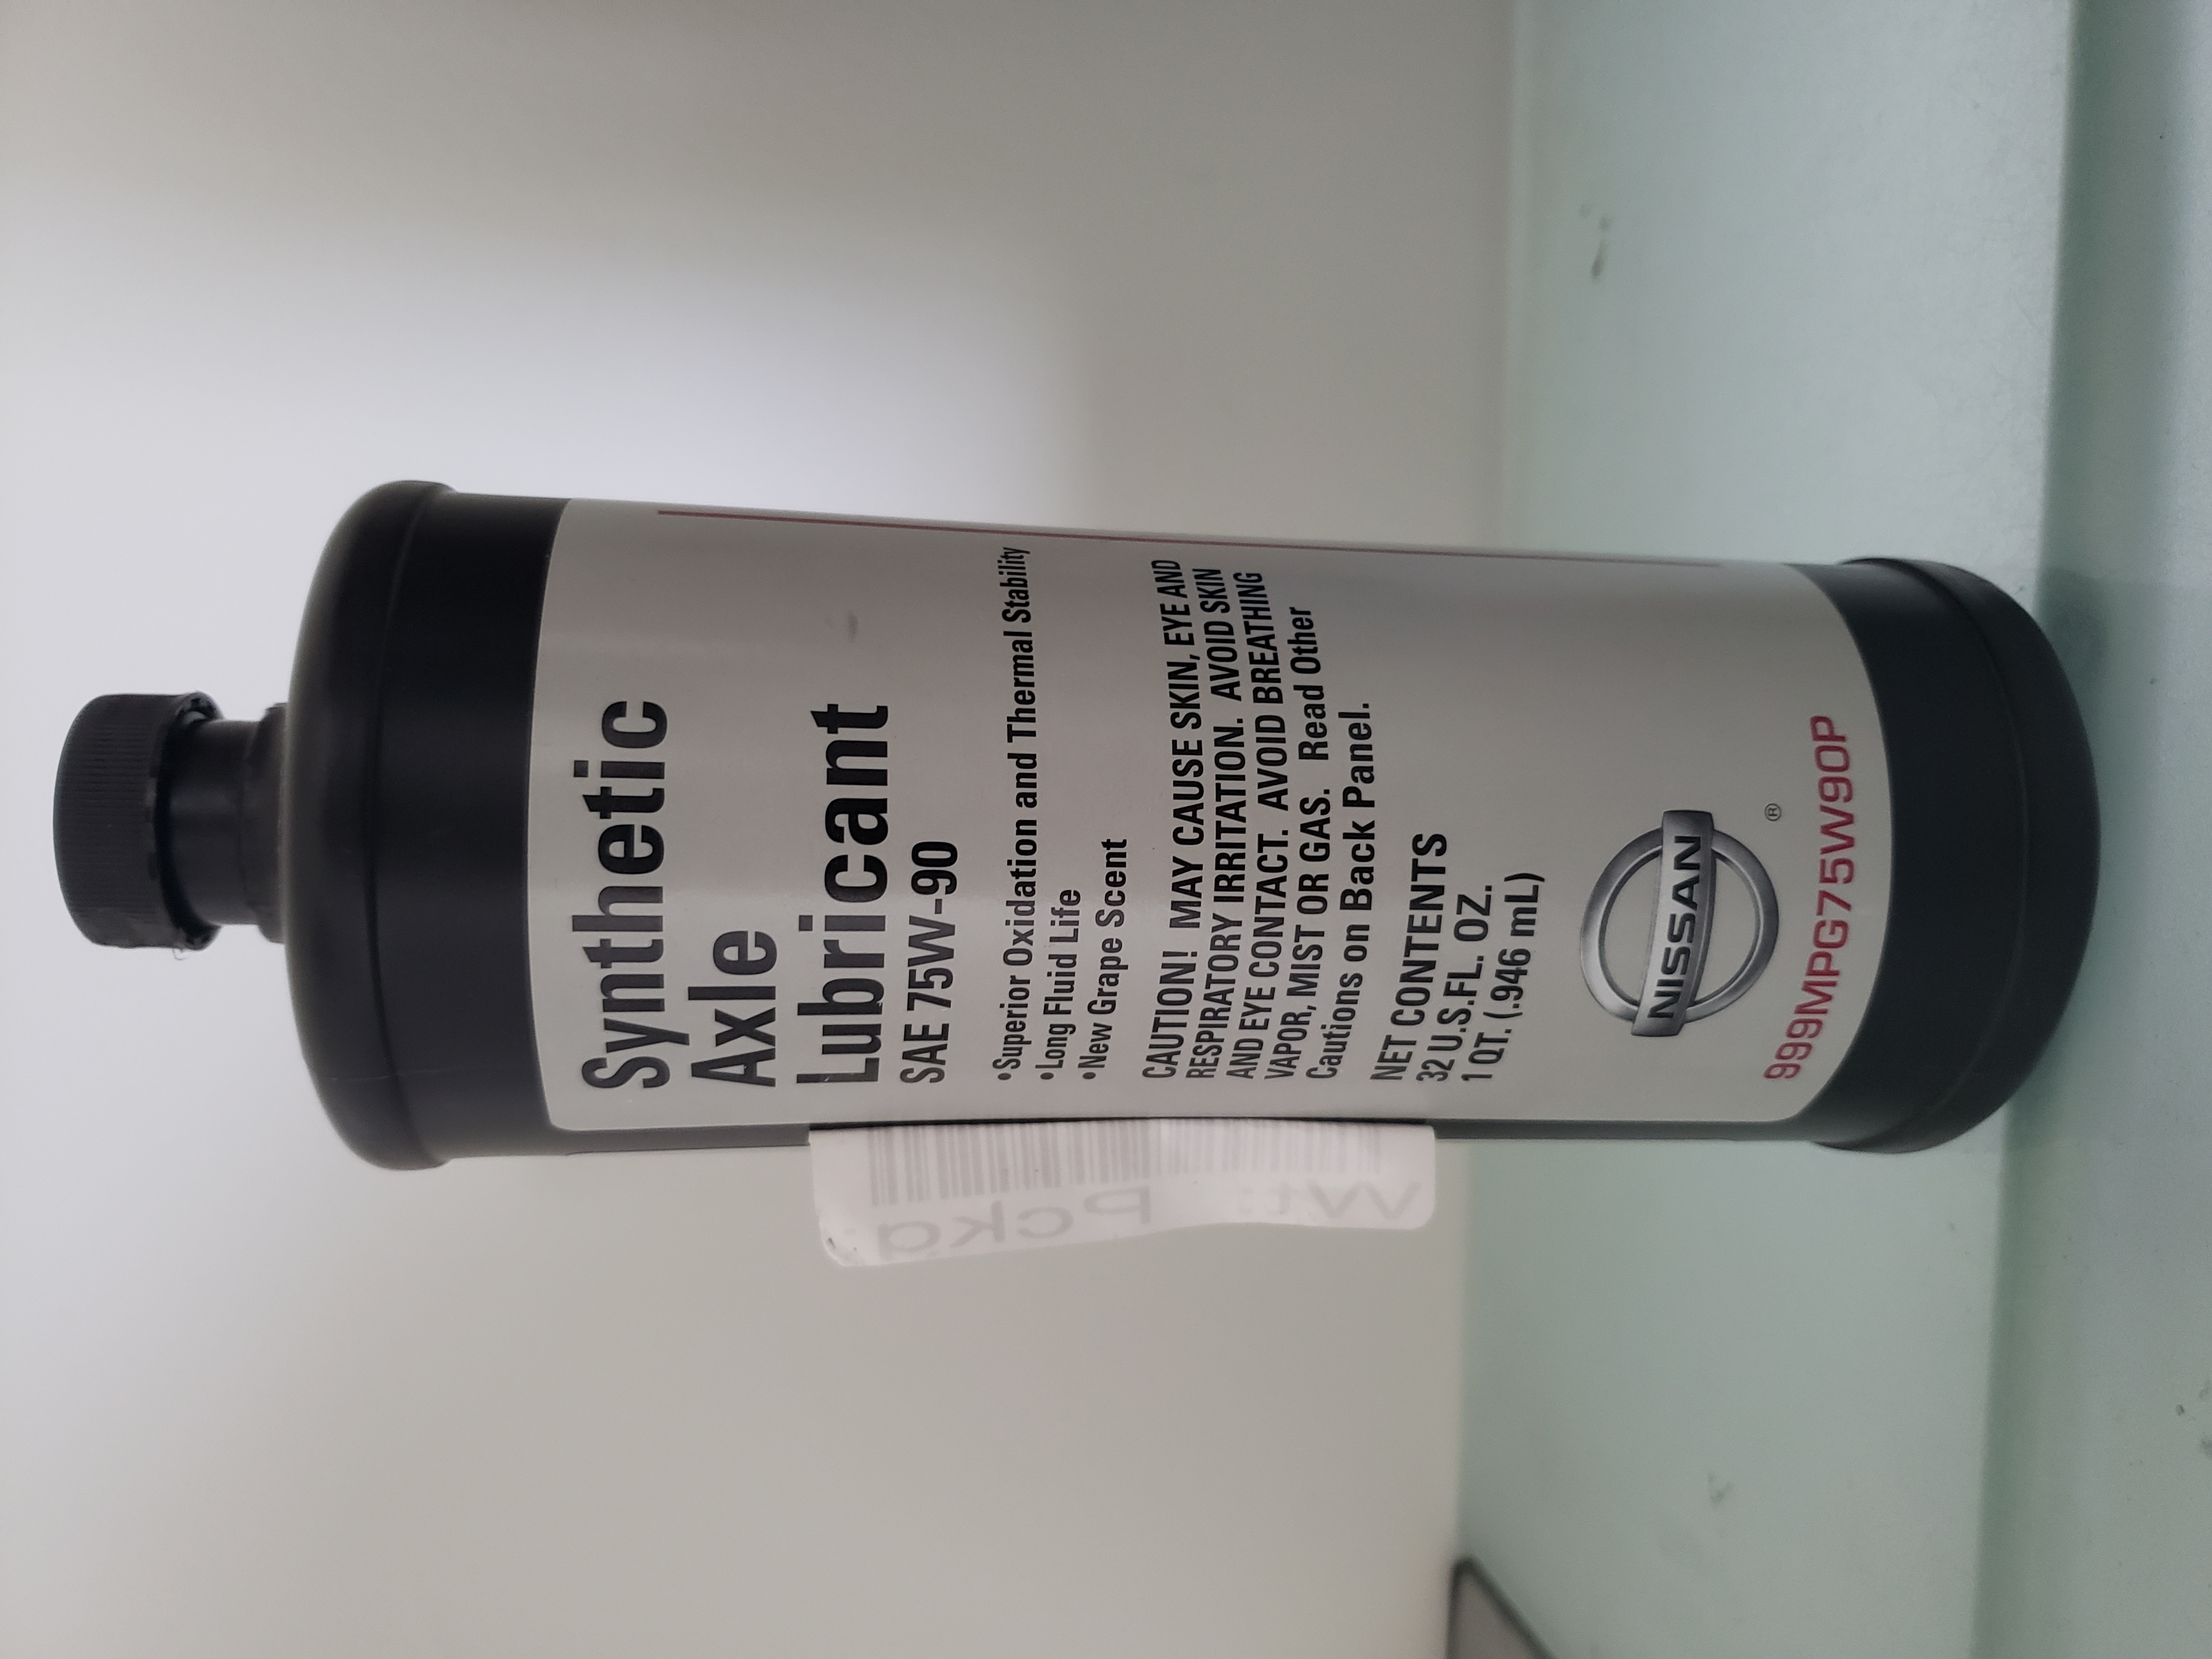 Synthetic
Axle
Lubricant
SAE 75W-90
•Superior Oxidation and Thermal Stability
•Long Fluid Life
•New Grape Scent
CAUTION! MAY CAUSE SKIN, EYE AND
RESPIRATORY IRRITATION. AVOID SKIN
AND EYE CONTACT. AVOID BREATHING
VAPOR, MIST OR GAS. Read Other
Cautions on Back Panel.
NET CONTENTS
32 U.S.FL. OZ.
1 QT. (.946 mL)
NISSAN
®
999MPG75W90P
Wt: Pckg